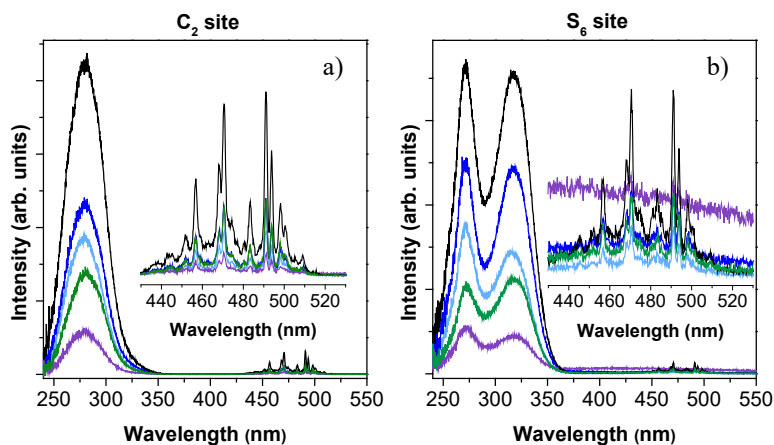 C₂ site
a)
Intensity (arb. units)
440 460 480 500 520
Wavelength (nm)
250 300 350 400 450 500 550
Wavelength (nm)
S₆ site
b)
Intensity (arb. units)
440 460 480 500 520
Wavelength (nm)
250 300 350 400 450 500 550
Wavelength (nm)